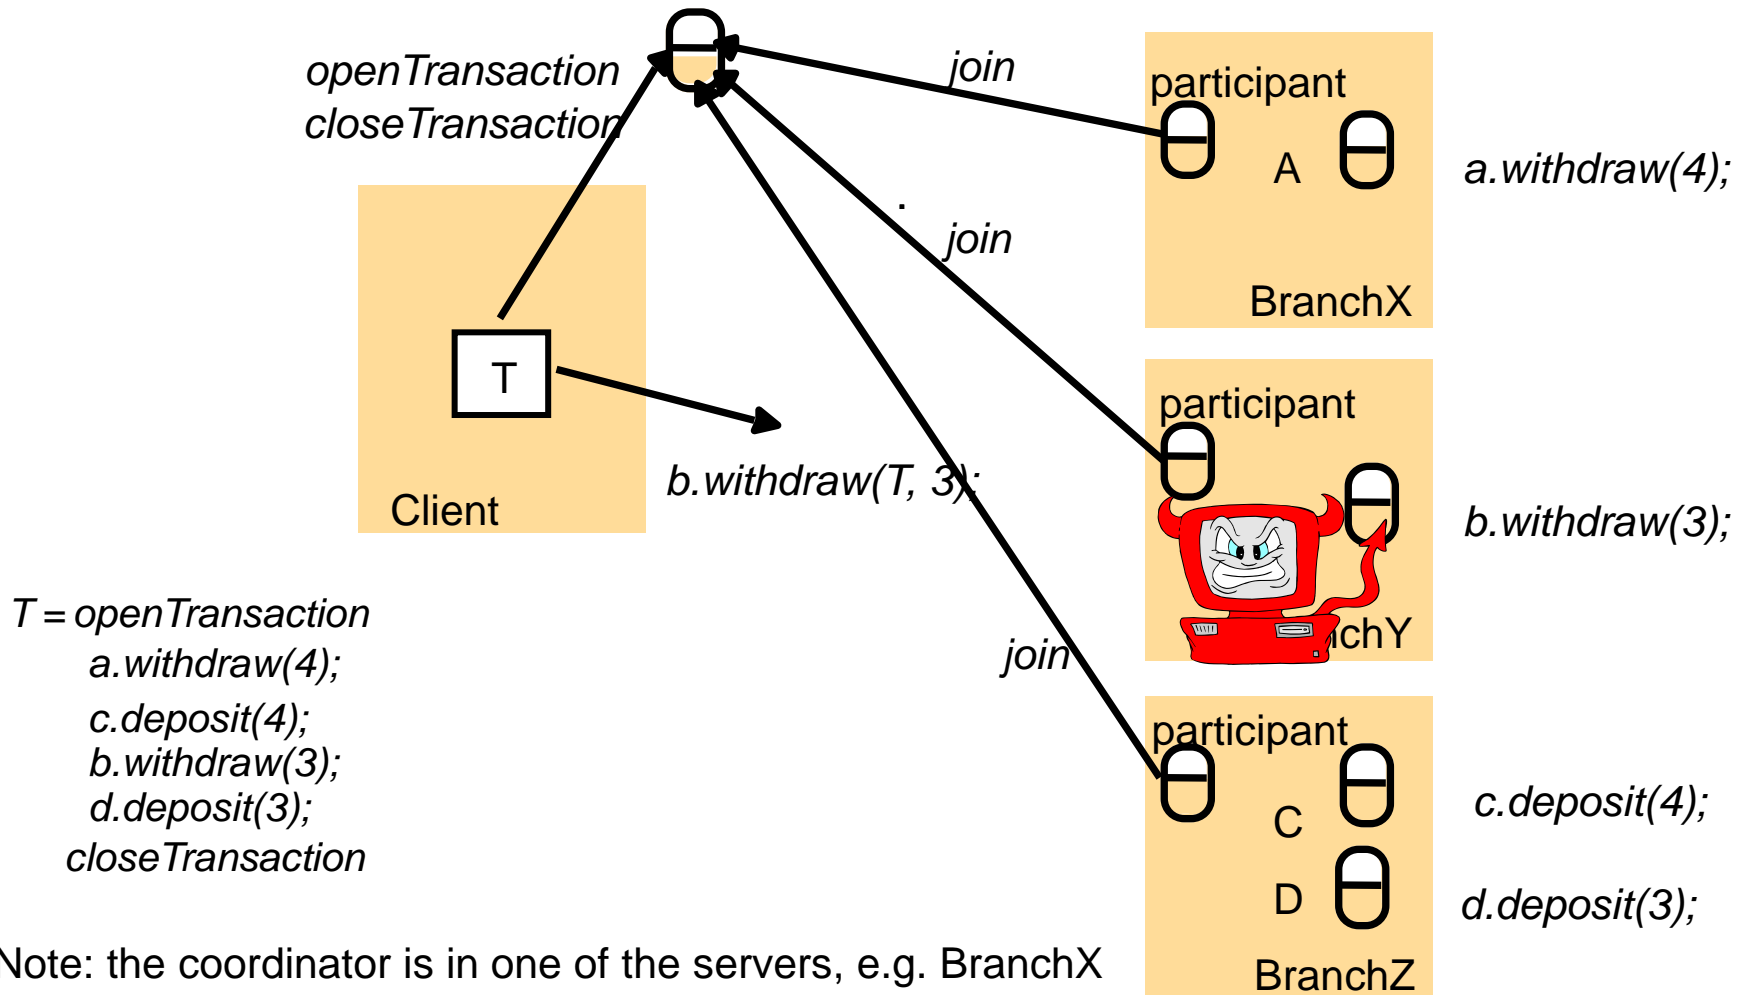 openTransaction
closeTransaction
join
participant
A
a.withdraw(4);
.
join
BranchX
T
participant
b.withdraw(T, 3);
Client
b.withdraw(3);
T = openTransaction
a.withdraw(4);
c.deposit(4);
b.withdraw(3);
d.deposit(3);
closeTransaction
chY
join
participant
C
c.deposit(4);
D
d.deposit(3);
BranchZ
Note: the coordinator is in one of the servers, e.g. BranchX